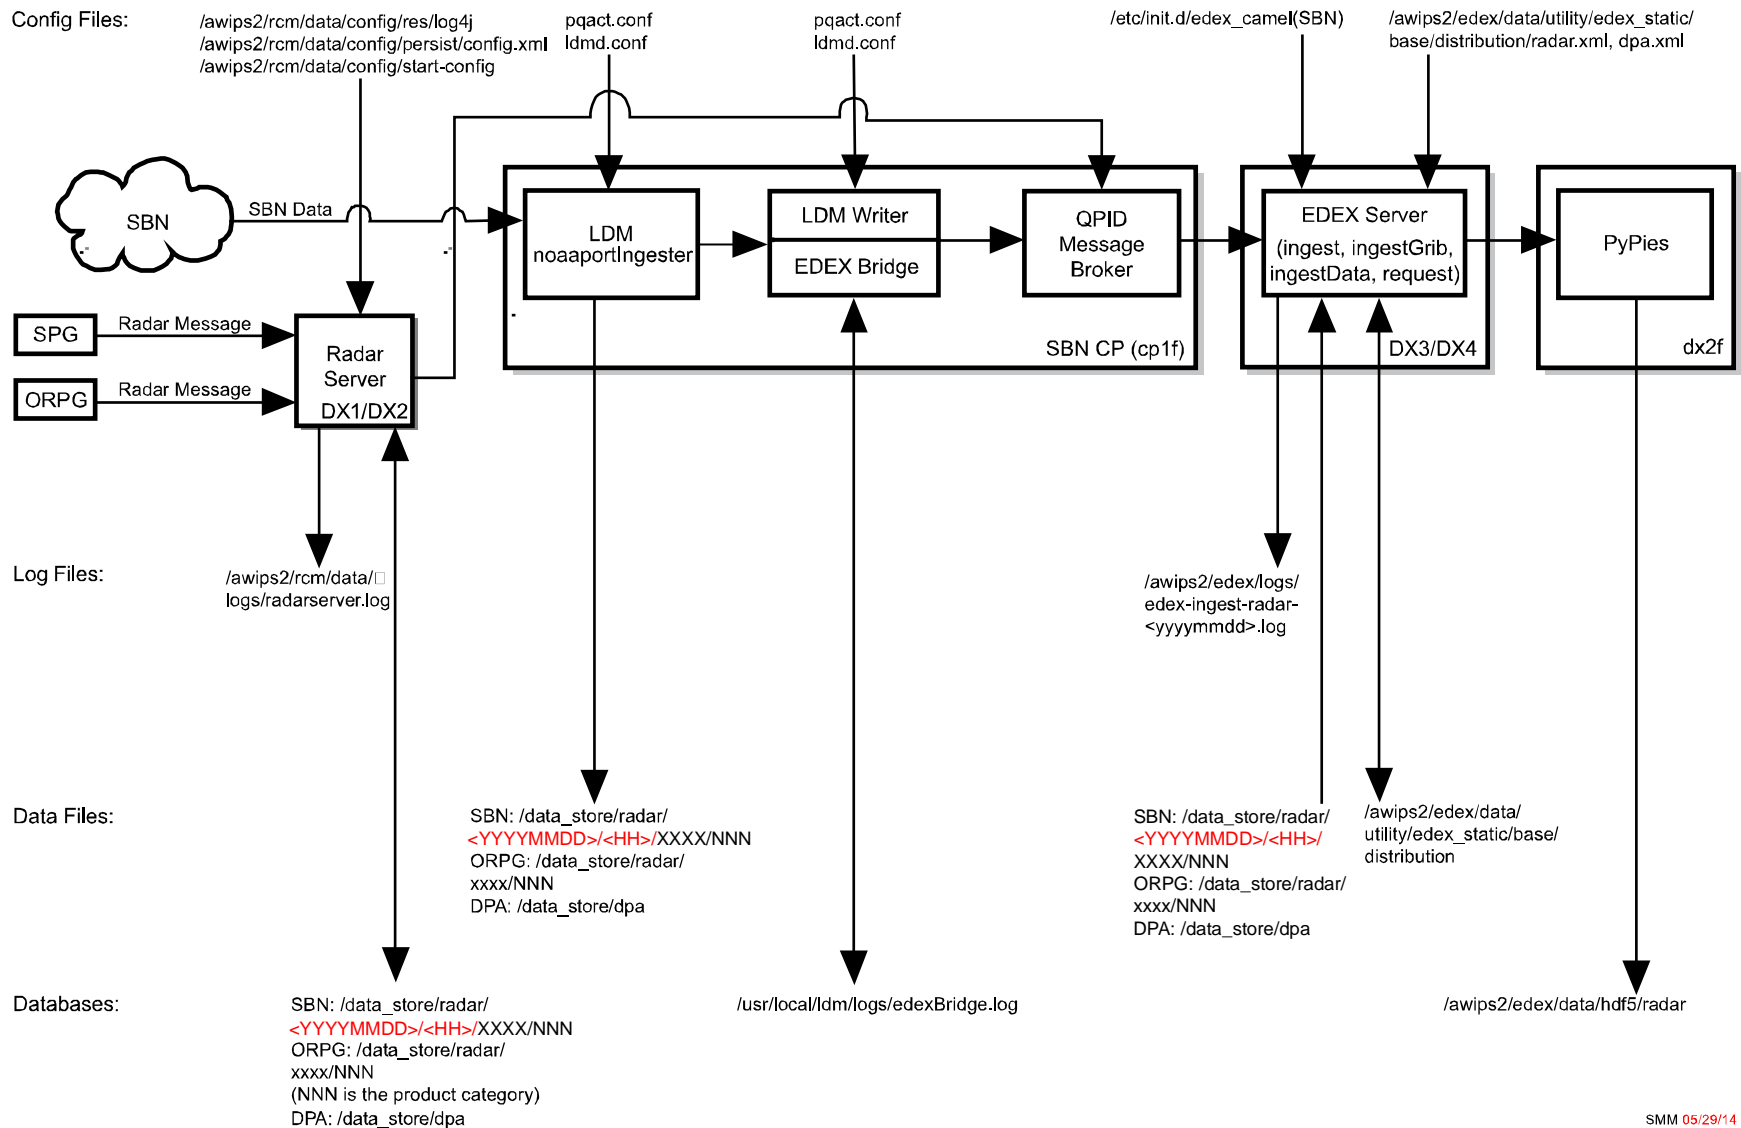 Config Files:
/awips2/rcm/data/config/res/log4j
/awips2/rcm/data/config/persist/config.xml
/awips2/rcm/data/config/start-config
pqact.conf
ldmd.conf
pqact.conf
ldmd.conf
/etc/init.d/edex_camel(SBN)
/awips2/edex/data/utility/edex_static/
base/distribution/radar.xml, dpa.xml
SBN
SBN Data
LDM
noaaportIngester
LDM Writer
EDEX Bridge
QPID
Message
Broker
SBN CP (cp1f)
EDEX Server
(ingest, ingestGrib,
ingestData, request)
DX3/DX4
PyPies
dx2f
SPG
Radar Message
ORPG
Radar Message
Radar
Server
DX1/DX2
Log Files:
/awips2/rcm/data/
logs/radarserver.log
/awips2/edex/logs/
edex-ingest-radar-
<yyyymmdd>.log
Data Files:
SBN: /data_store/radar/
<YYYYMMDD>/<HH>/XXXX/NNN
ORPG: /data_store/radar/
xxxx/NNN
DPA: /data_store/dpa
SBN: /data_store/radar/
<YYYYMMDD>/<HH>/
XXXX/NNN
ORPG: /data_store/radar/
xxxx/NNN
DPA: /data_store/dpa
/awips2/edex/data/
utility/edex_static/base/
distribution
Databases:
SBN: /data_store/radar/
<YYYYMMDD>/<HH>/XXXX/NNN
ORPG: /data_store/radar/
xxxx/NNN
(NNN is the product category)
DPA: /data_store/dpa
/usr/local/ldm/logs/edexBridge.log
/awips2/edex/data/hdf5/radar
SMM 05/29/14